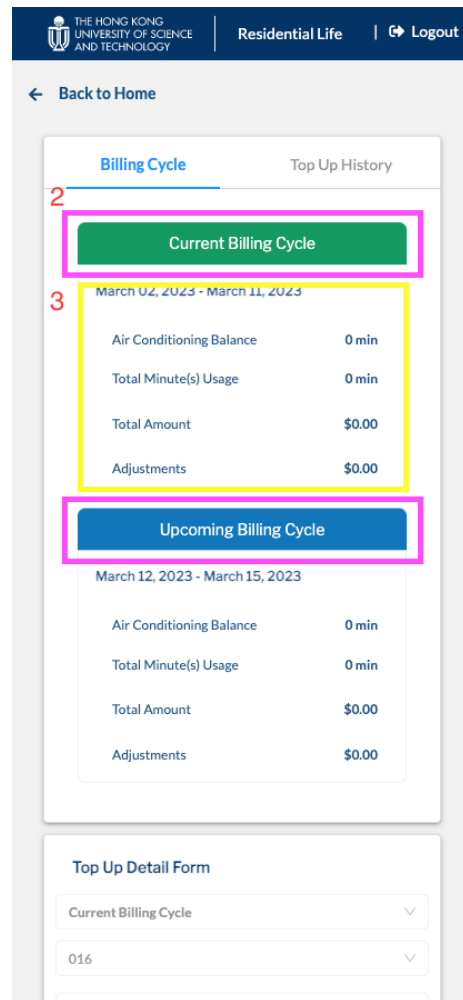 THE HONG KONG
UNIVERSITY OF SCIENCE
AND TECHNOLOGY
Residential Life
| Logout
← Back to Home
Billing Cycle Top Up History
2
Current Billing Cycle
3
March 02, 2023 - March 11, 2023
Air Conditioning Balance 0 min
Total Minute(s) Usage 0 min
Total Amount $0.00
Adjustments $0.00
Upcoming Billing Cycle
March 12, 2023 - March 15, 2023
Air Conditioning Balance 0 min
Total Minute(s) Usage 0 min
Total Amount $0.00
Adjustments $0.00
Top Up Detail Form
Current Billing Cycle
016